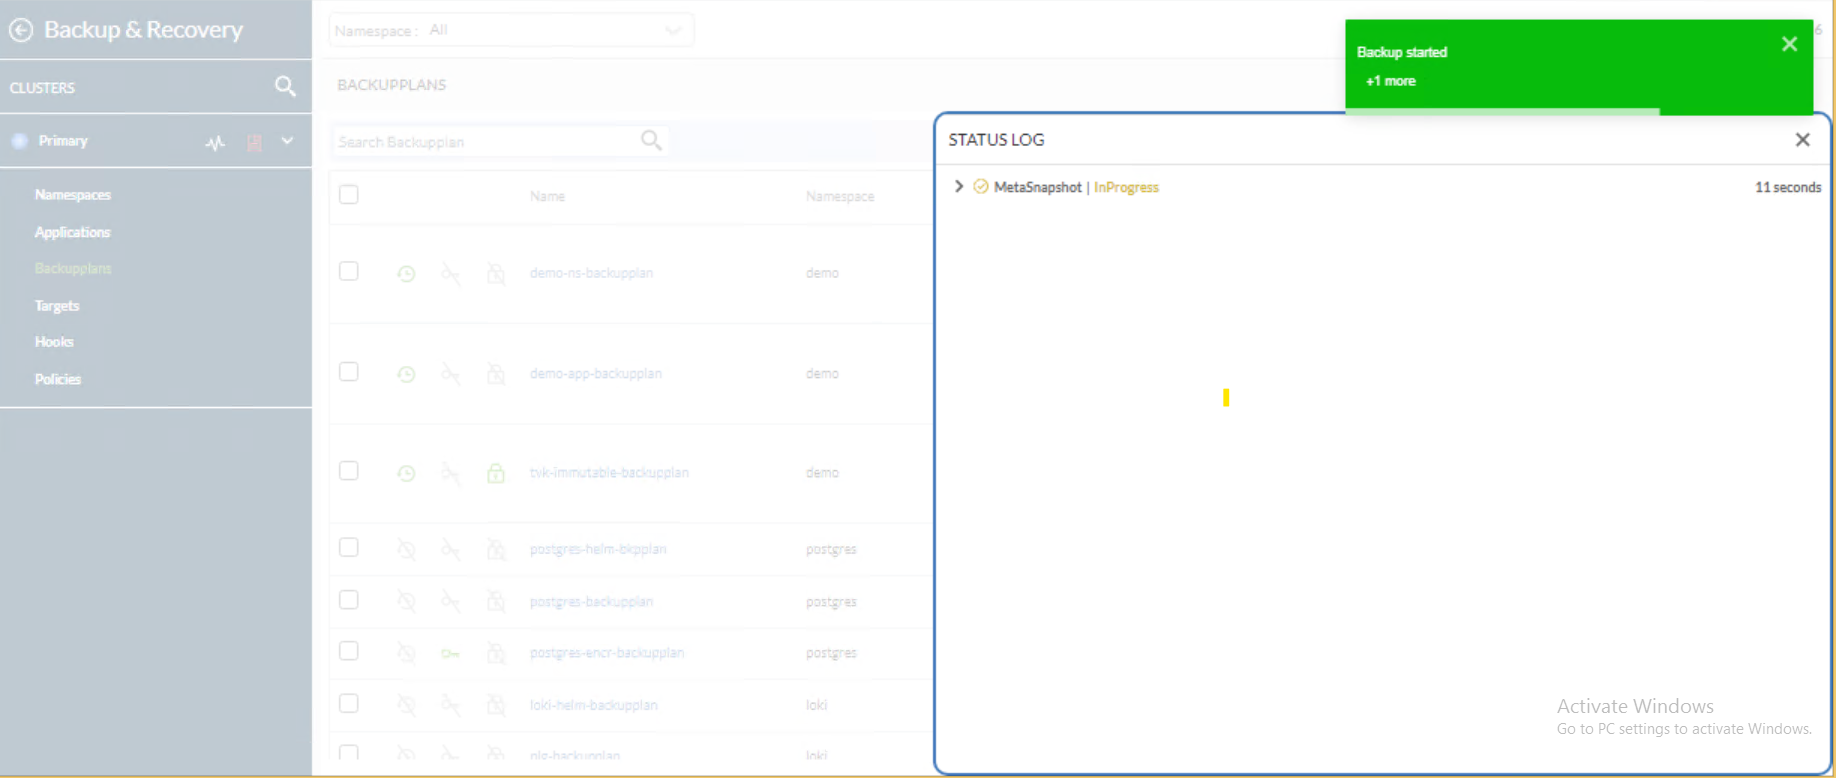 Backup & Recovery
CLUSTERS
Primary
Namespaces
Applications
Backupplans
Targets
Hooks
Policies
Namespace : All
6
BACKUPPLANS
Search Backupplan
Name Namespace
demo-ns-backupplan demo
demo-app-backupplan demo
tvk-immutable-backupplan demo
postgres-helm-bkpplan postgres
postgres-backupplan postgres
postgres-encr-backupplan postgres
loki-helm-backupplan loki
plg-backupplan loki
Backup started
+1 more
STATUS LOG
MetaSnapshot | InProgress 11 seconds
Activate Windows
Go to PC settings to activate Windows.